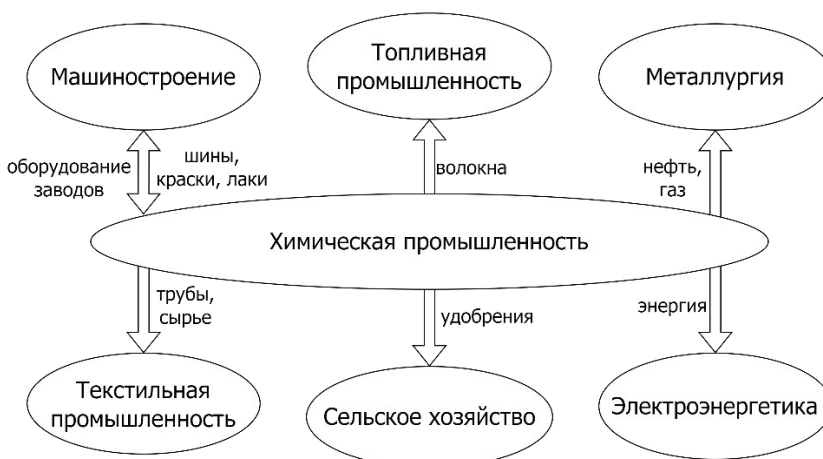 Машиностроение
Топливная
промышленность
Металлургия
оборудование
заводов
шины,
краски, лаки
волокна
нефть,
газ
Химическая промышленность
трубы,
сырье
удобрения
энергия
Текстильная
промышленность
Сельское хозяйство
Электроэнергетика